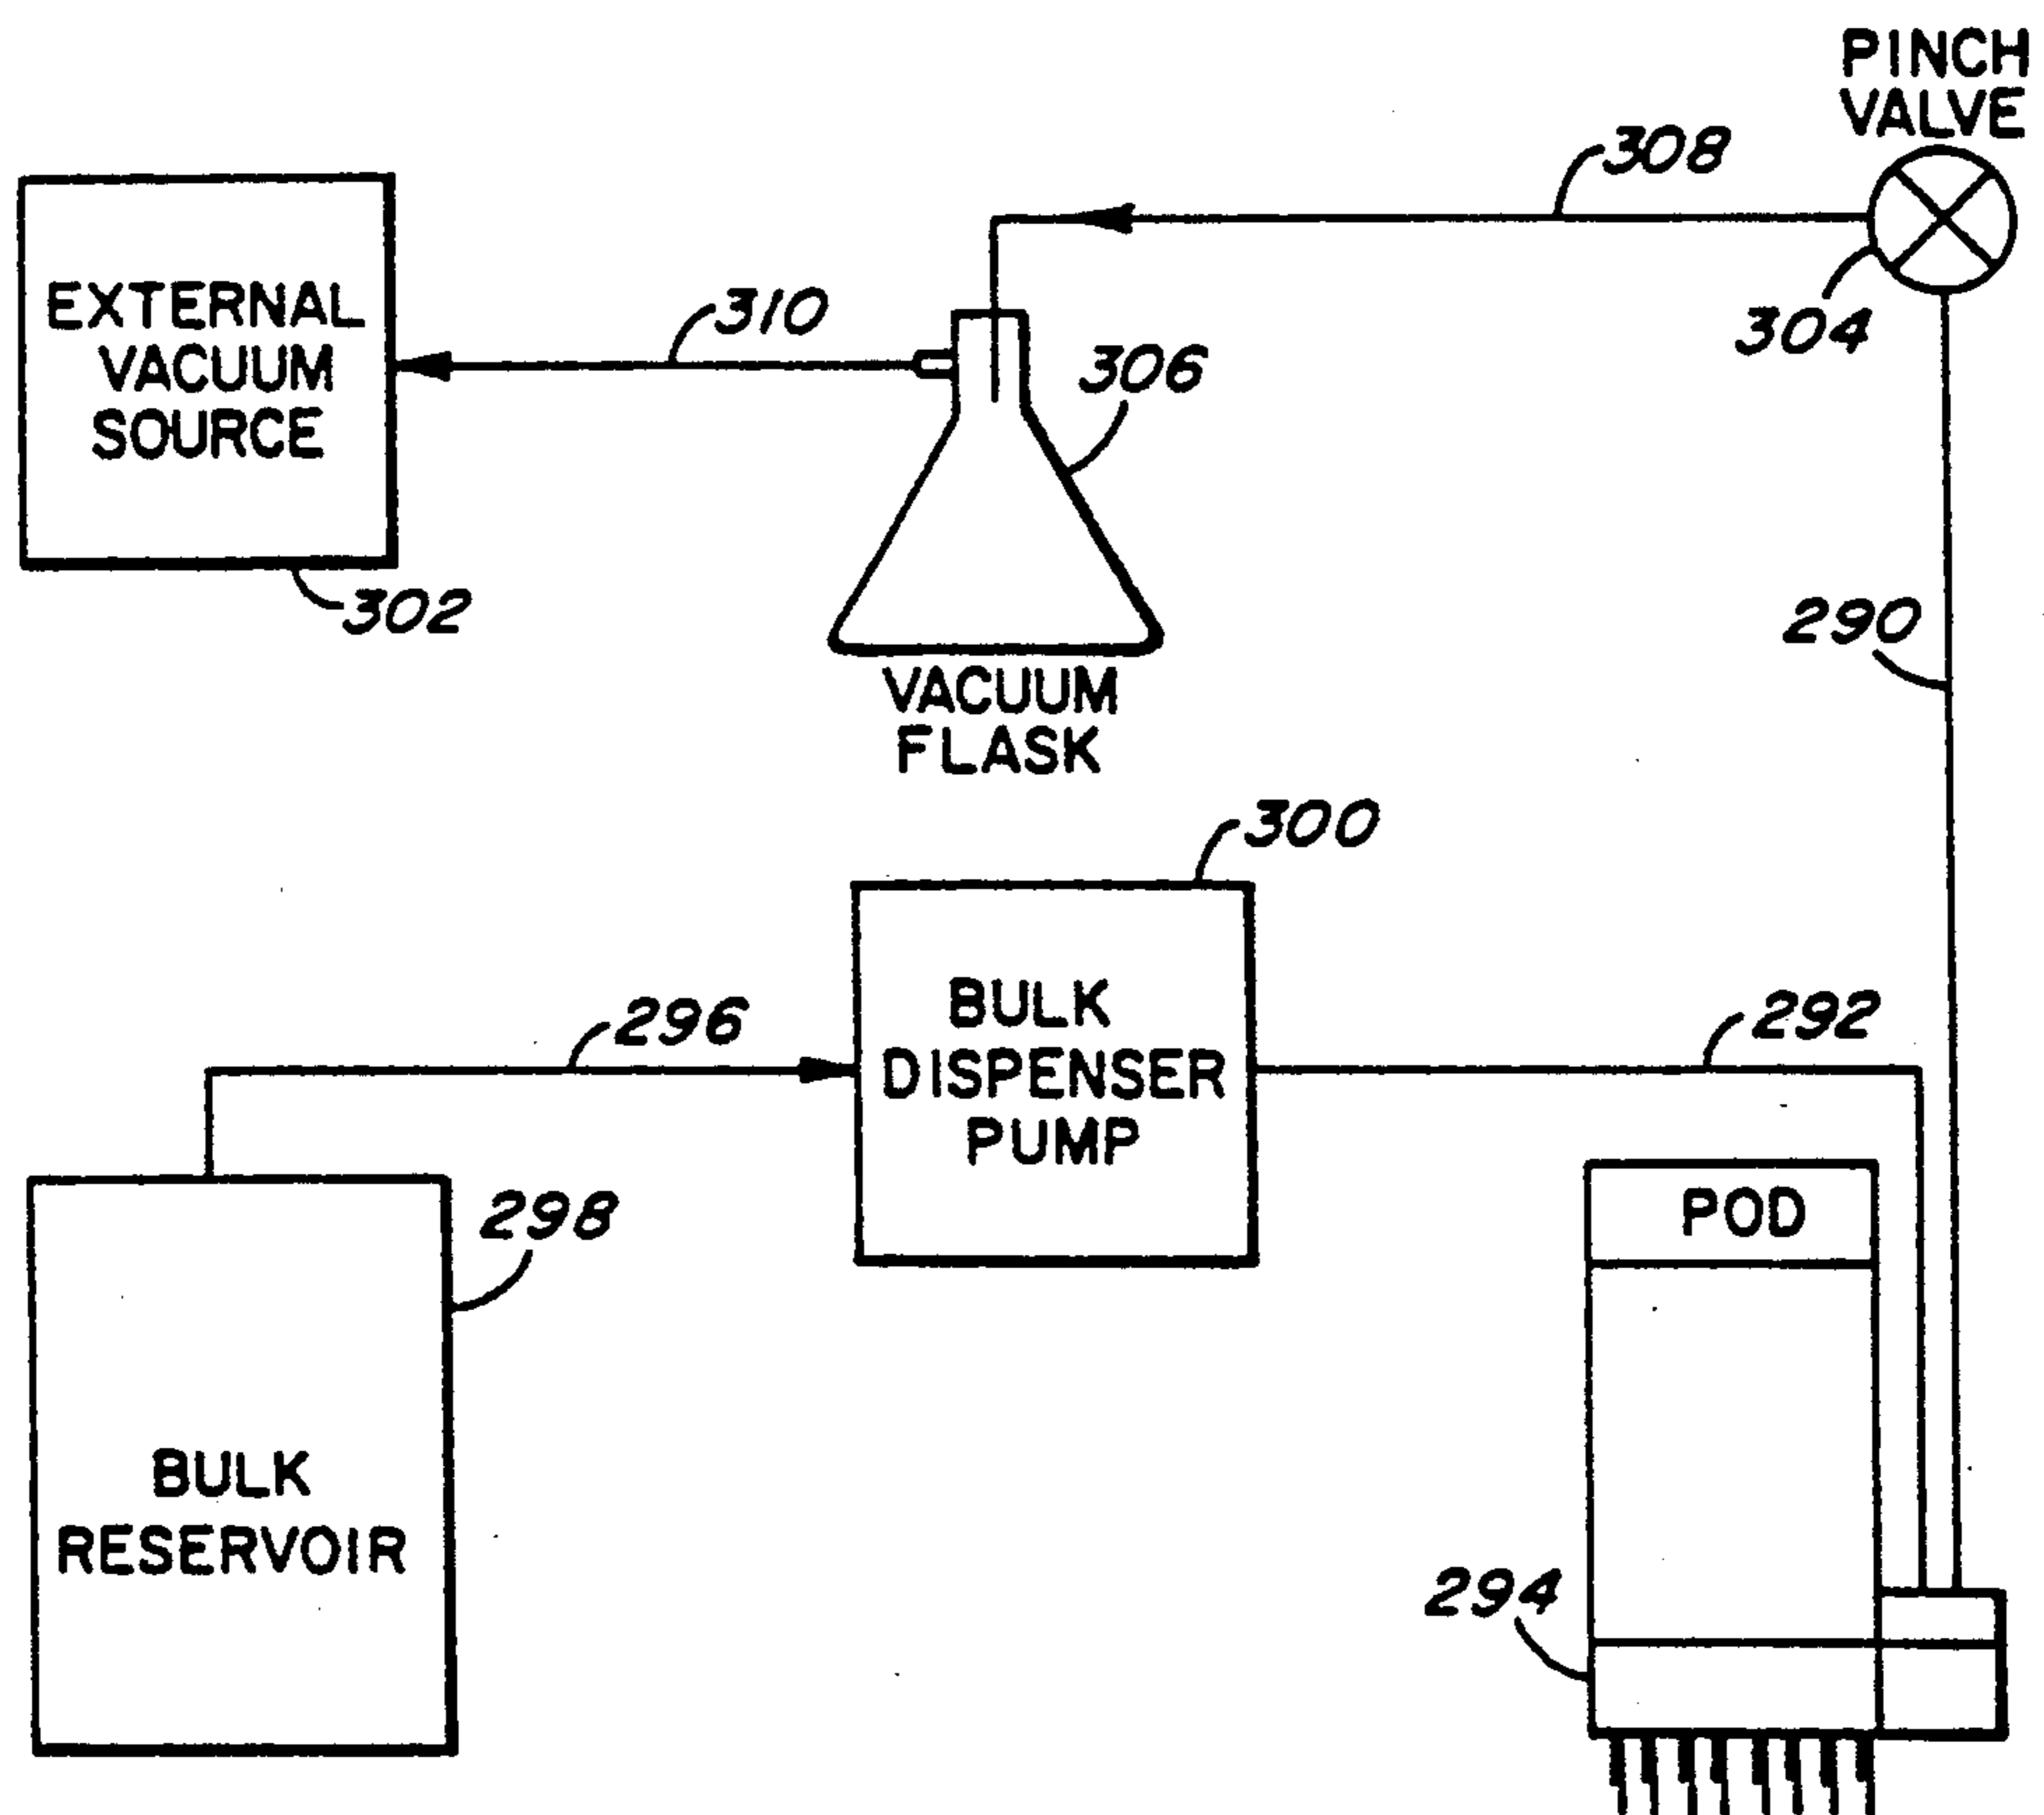 PINCH
VALVE
308
304
EXTERNAL
VACUUM
SOURCE
310
306
302
VACUUM
FLASK
290
300
BULK
DISPENSER
PUMP
296
292
298
POD
BULK
RESERVOIR
294